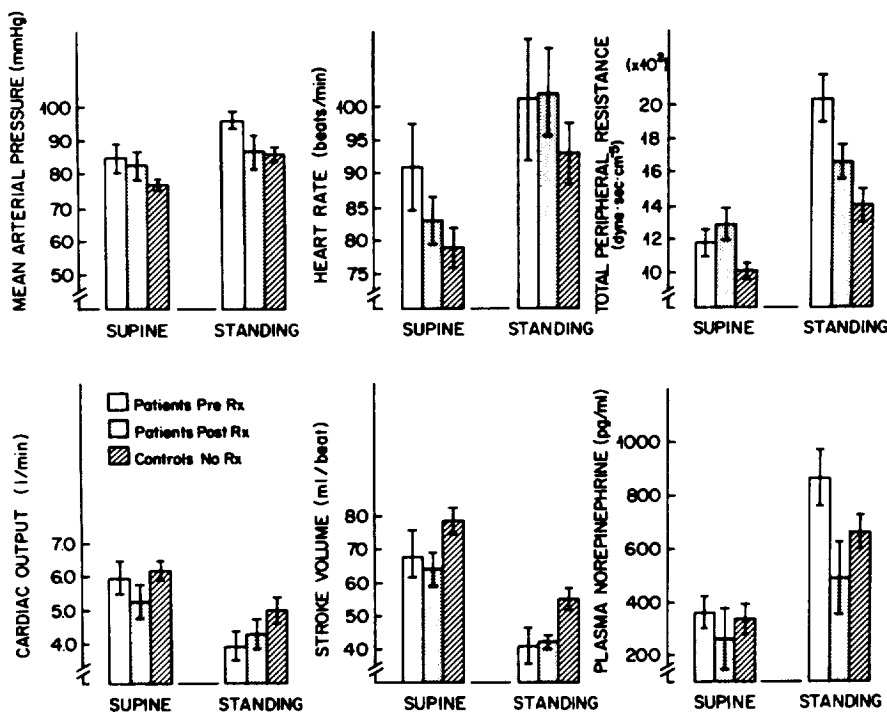 MEAN ARTERIAL PRESSURE (mmHg)
100
90
80
70
60
50
SUPINE
STANDING
HEART RATE (beats/min)
100
95
90
85
80
75
SUPINE
STANDING
TOTAL PERIPHERAL RESISTANCE
(dyne·sec·cm⁻⁵)
(x10²)
20
18
16
14
12
10
SUPINE
STANDING
CARDIAC OUTPUT (l/min)
7.0
6.0
5.0
4.0
Patients Pre Rx
Patients Post Rx
Controls No Rx
SUPINE
STANDING
STROKE VOLUME (ml/beat)
80
70
60
50
40
SUPINE
STANDING
PLASMA NOREPINEPHRINE (pg/ml)
1000
800
600
400
200
SUPINE
STANDING